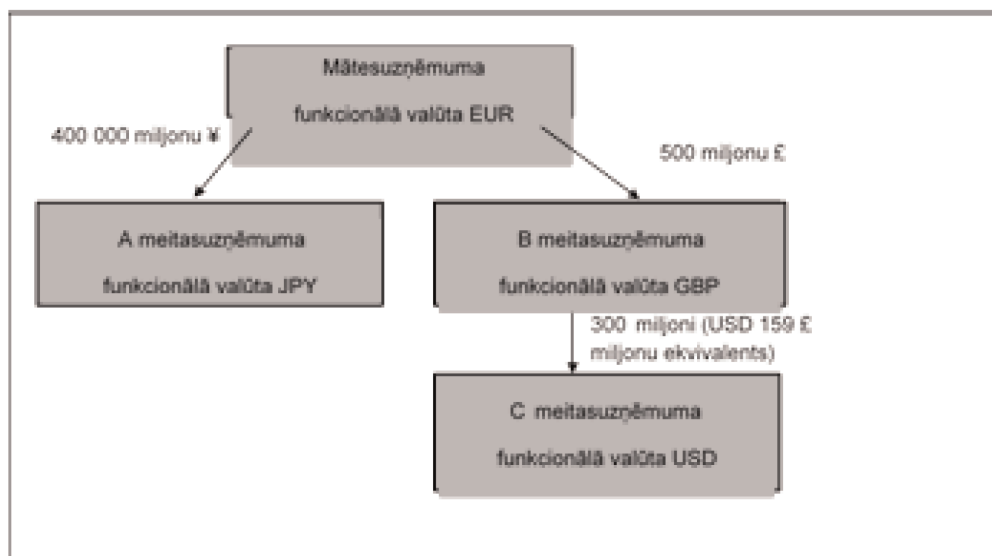 Mātesuzņēmuma
funkcionālā valūta EUR
400 000 miljonu ¥
500 miljonu £
A meitasuzņēmuma
funkcionālā valūta JPY
B meitasuzņēmuma
funkcionālā valūta GBP
300 miljoni (USD 159 £
miljonu ekvivalents)
C meitasuzņēmuma
funkcionālā valūta USD